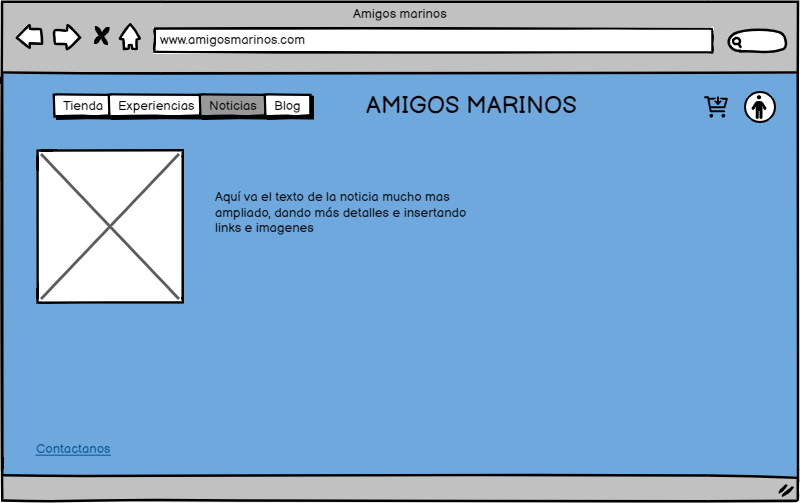 Amigos marinos
www.amigosmarinos.com
Tienda Experiencias Noticias Blog
AMIGOS MARINOS
Aquí va el texto de la noticia mucho mas
ampliado, dando más detalles e insertando
links e imagenes
Contactanos